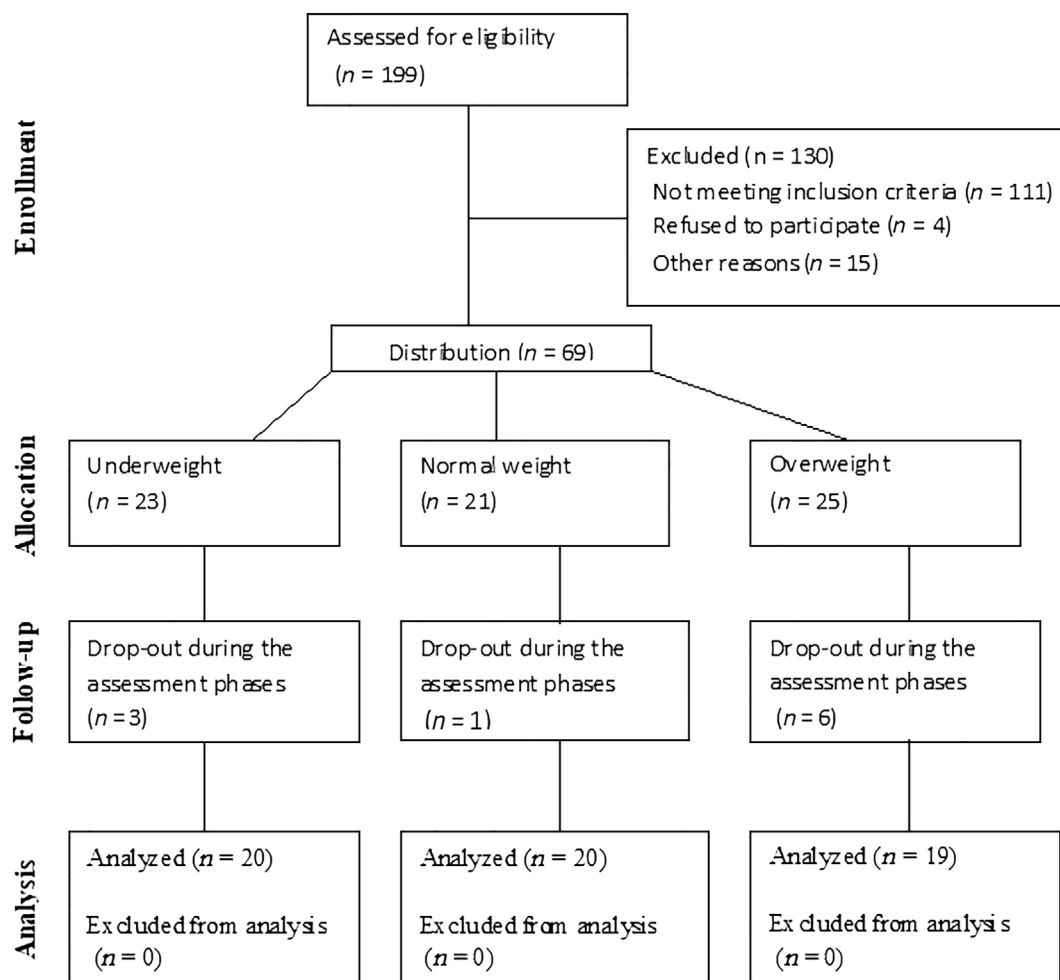 Assessed for eligibility
(n = 199)
Enrollment
Excluded (n = 130)
Not meeting inclusion criteria (n = 111)
Refused to participate (n = 4)
Other reasons (n = 15)
Distribution (n = 69)
Allocation
Underweight
(n = 23)
Normal weight
(n = 21)
Overweight
(n = 25)
Follow-up
Drop-out during the
assessment phases
(n = 3)
Drop-out during the
assessment phases
(n = 1)
Drop-out during the
assessment phases
(n = 6)
Analysis
Analyzed (n = 20)
Excluded from analysis
(n = 0)
Analyzed (n = 20)
Excluded from analysis
(n = 0)
Analyzed (n = 19)
Excluded from analysis
(n = 0)